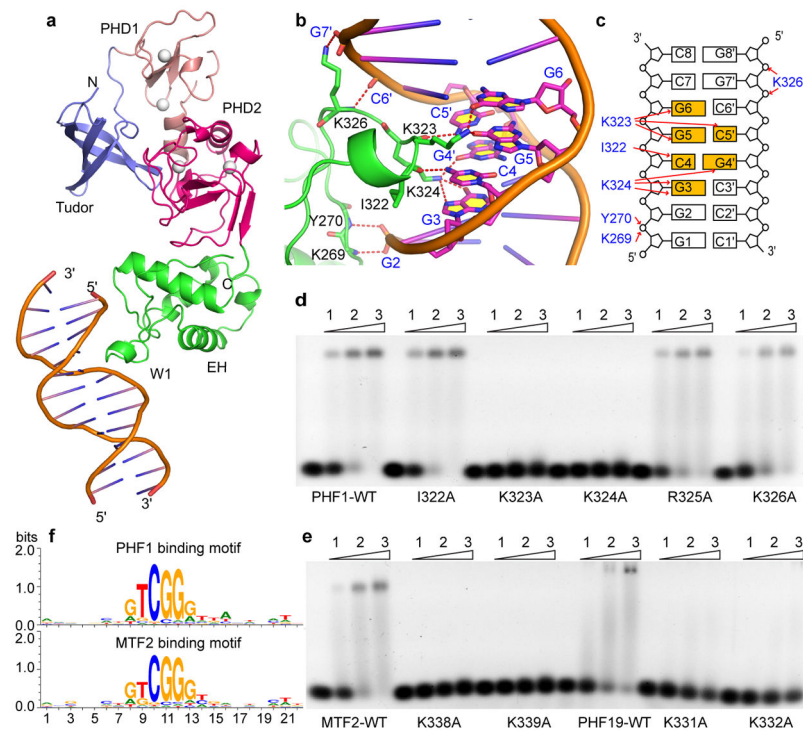 a
PHD1
N
PHD2
Tudor
C
3'
5'
W1
EH
5'
3'
b
G7'
G6
C6'
C5'
K326
K323
G4'
G5
C4
K324
I322
G3
Y270
K269
G2
c
3' 5'
C8 G8'
C7 G7'
K326
G6 C6'
K323
G5 C5'
I322
C4 G4'
K324
G3 C3'
Y270
G2 C2'
K269
G1 C1'
5' 3'
d
1 2 3 1 2 3 1 2 3 1 2 3 1 2 3 1 2 3
PHF1-WT I322A K323A K324A R325A K326A
e
1 2 3 1 2 3 1 2 3 1 2 3 1 2 3 1 2 3
MTF2-WT K338A K339A PHF19-WT K331A K332A
f
bits
2.0
PHF1 binding motif
1.0
GTCGG
0.0
2.0
MTF2 binding motif
1.0
GTCGG
0.0
1 3 5 7 9 11 13 15 17 19 21